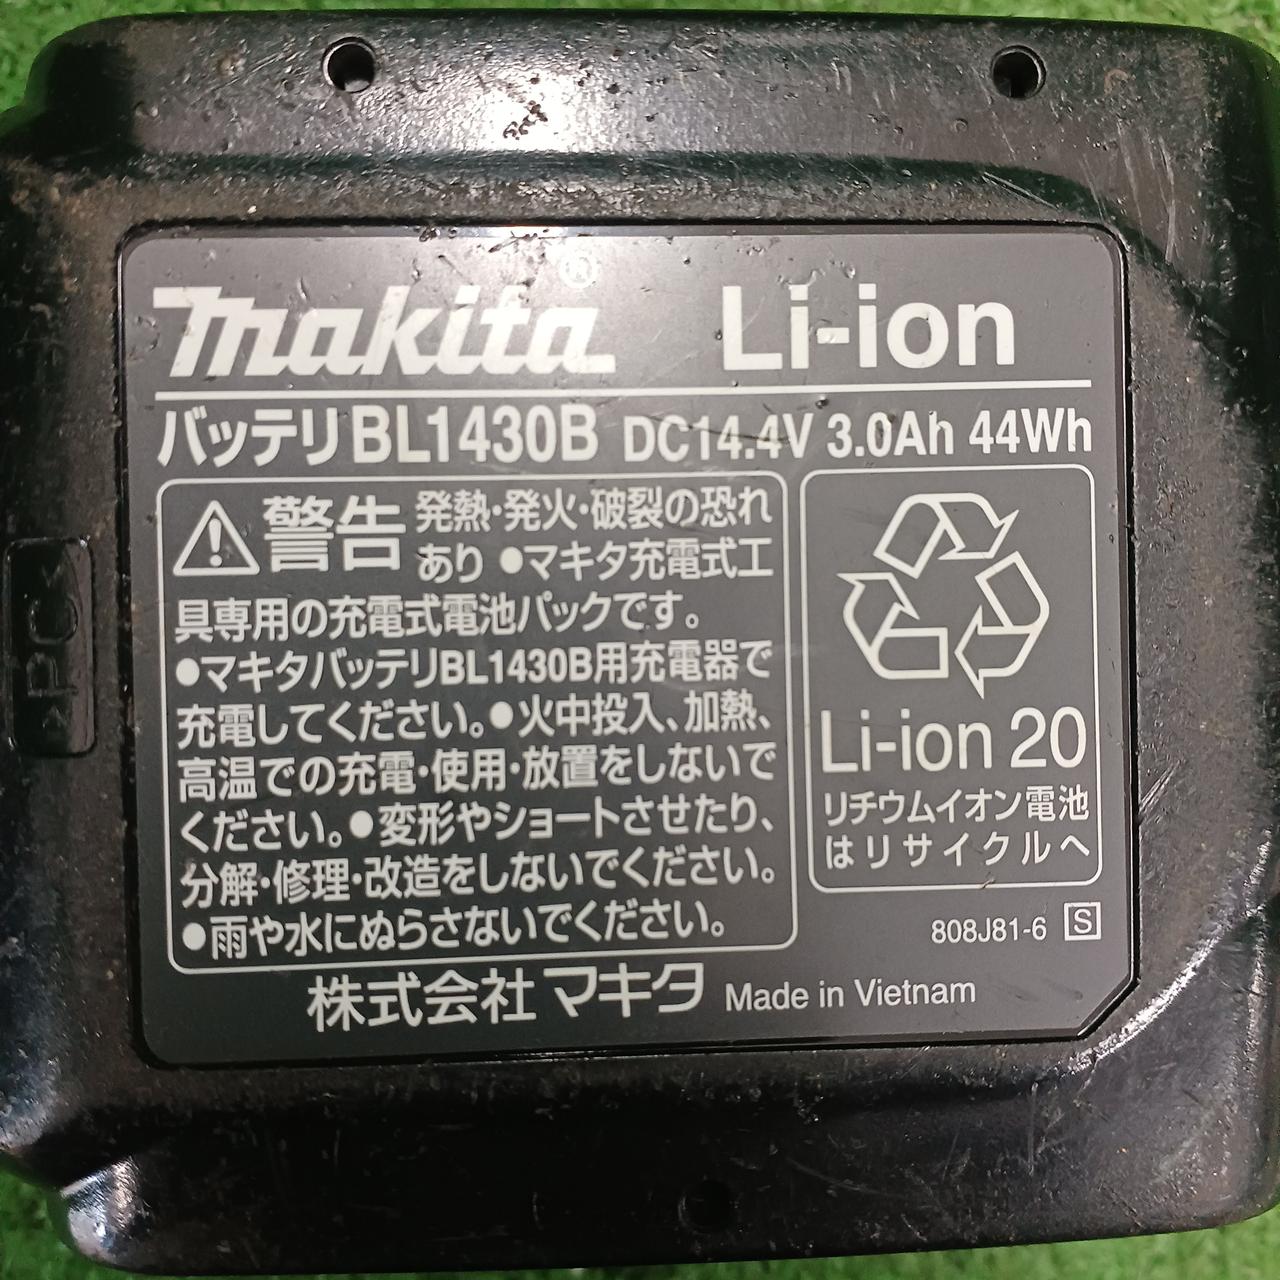 makita® Li-ion
バッテリBL1430B DC14.4V 3.0Ah 44Wh
警告 発熱・発火・破裂の恐れ
あり ●マキタ充電式工
具専用の充電式電池パックです。
●マキタバッテリBL1430B用充電器で
充電してください。●火中投入、加熱、
高温での充電・使用・放置をしないで
ください。●変形やショートさせたり、
分解・修理・改造をしないでください。
●雨や水にぬらさないでください。
Li-ion 20
リチウムイオン電池
はリサイクルへ
808J81-6 S
株式会社マキタ Made in Vietnam
>PC<